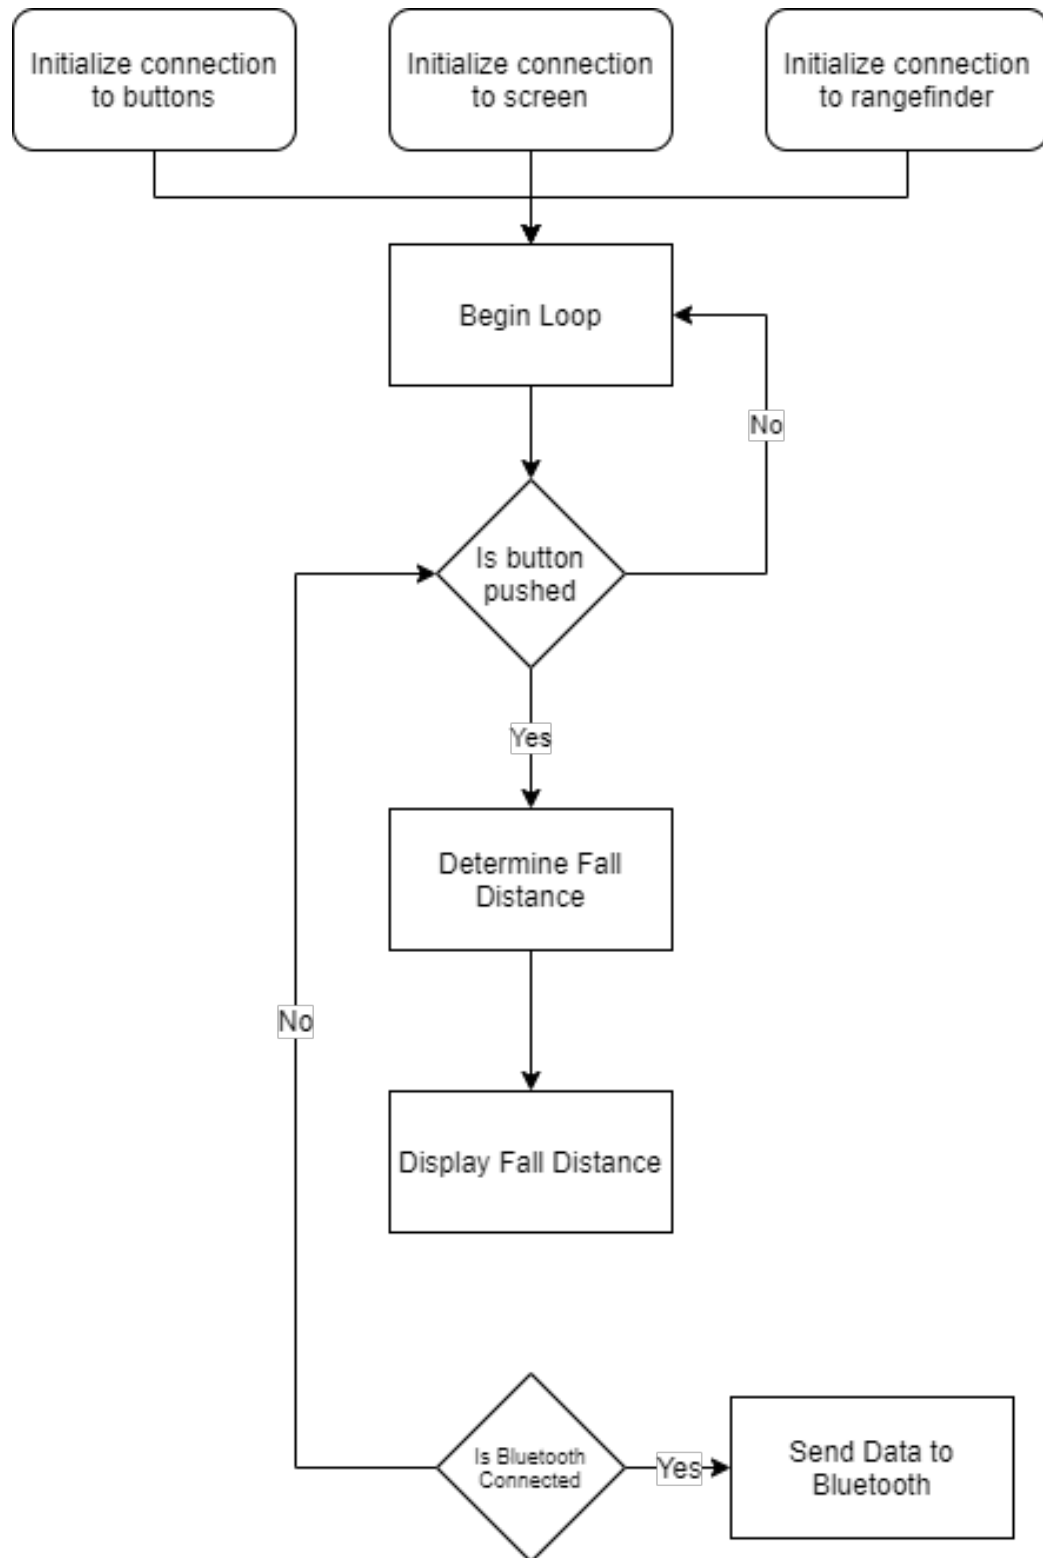 Initialize connection
to buttons
Initialize connection
to screen
Initialize connection
to rangefinder
Begin Loop
No
Is button
pushed
Yes
Determine Fall
Distance
No
Display Fall Distance
Is Bluetooth
Connected
Yes
Send Data to
Bluetooth